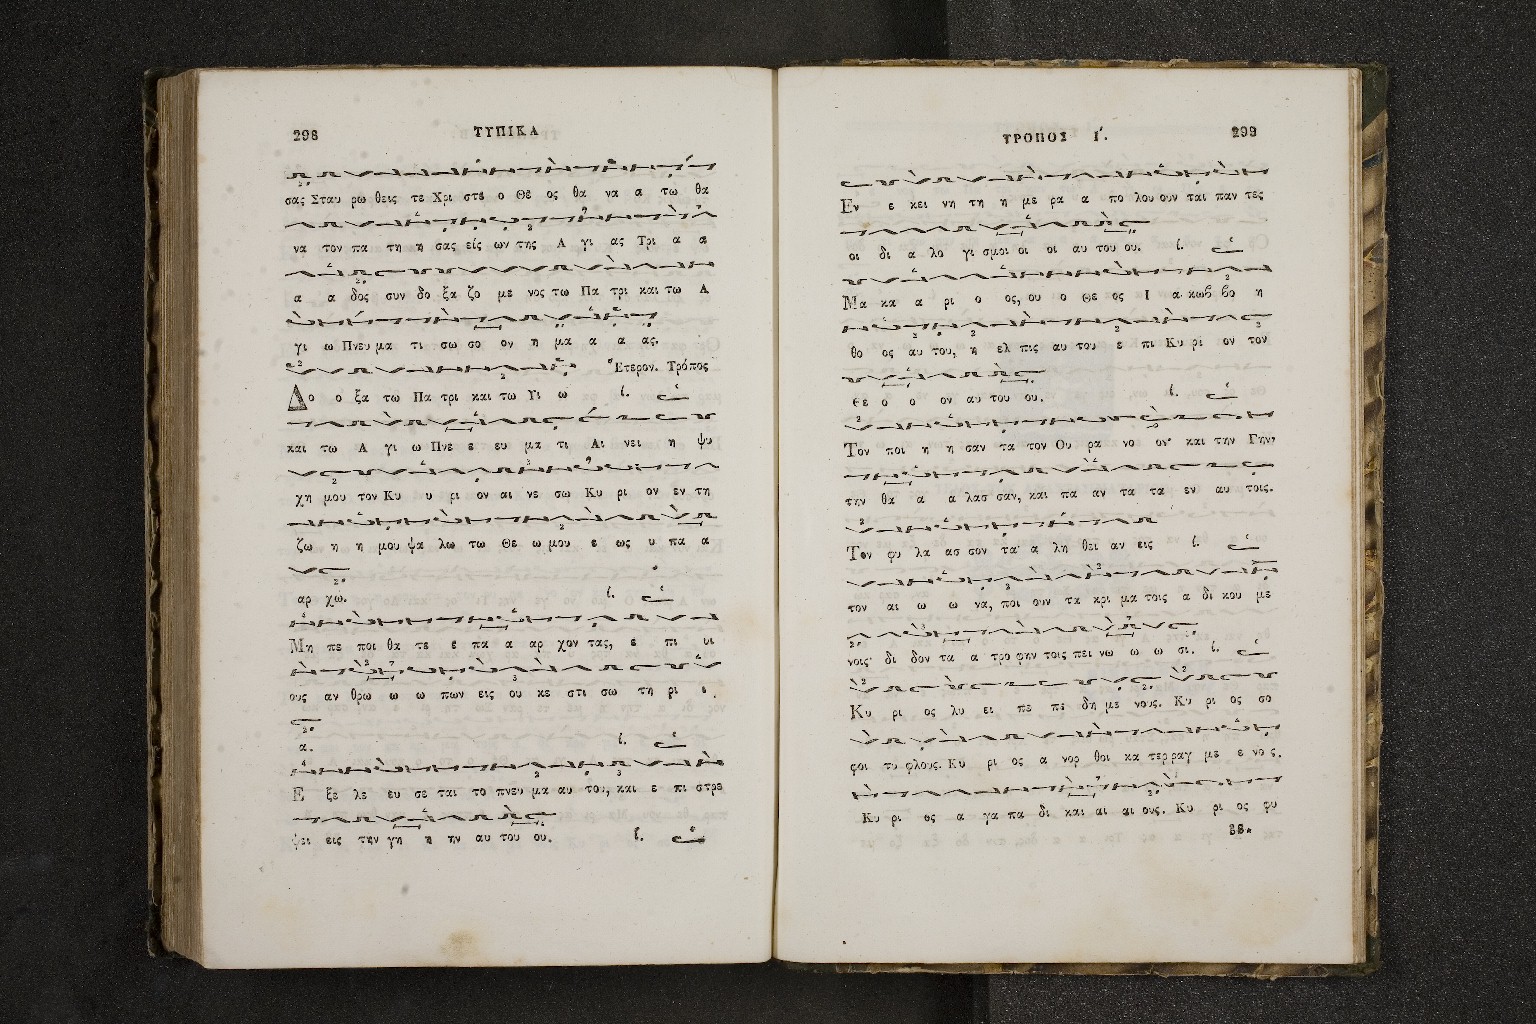 298
ΤΥΠΙΚΑ
σας Σταυ ρω θεις τε Χρι στε ο Θε ος θα να α τω θα
να τον πα τη η σας είς ων της Α γι ας Τρι α α
α α δος συν δο ξα ζο με νος τω Πα τρι και τω Α
γι ω Πνευ μα τι σω σο ον η μα α α ας.
Ἕτερον. Τρόπος
Δο ο ξα τω Πα τρι και τω Υι ω ί.
και τω Α γι ω Πνε ε ευ μα τι Αι νει η ψυ
χη μου τον Κυ υ ρι ον αι νε σω Κυ ρι ον εν τη
ζω η η μου ψα λω τω Θε ω μου ε ως υ πα α
αρ χω. ί.
Μη πε ποι θα τε ε πα α αρ χον τας, ε πι υι
ους αν θρω ω ω πων εις ου κε στι σω τη ρι ι
α. ί.
Ε ξε λε ευ σε ται το πνευ μα αυ του, και ε πι στρε
ψει εις την γη η ην αυ του ου. ί.
ΤΡΟΠΟΣ Ι΄.
299
Εν ε κει νη τη η με ρα α πο λου ουν ται παν τες
οι δι α λο γι σμοι οι οι αυ του ου. ί.
Μα κα α ρι ο ος, ου ο Θε ος Ι α κωβ βο η
θο ος αυ του, η ελ πις αυ του ε πι Κυ ρι ον τον
Θε ο ο ον αυ του ου. ί.
Τον ποι η η σαν τα τον Ου ρα νο ον· και την Γην,
την θα α α λασ σαν, και πα αν τα τα εν αυ τοις.
Τον φυ λα ασ σον τα· α λη θει αν εις ί.
τον αι ω ω να, ποι ουν τα κρι μα τοις α δι κου με
νοις· δι δον τα α τρο φην τοις πει νω ω ω σι. ί.
Κυ ρι ος λυ ει πε πε δη με νους. Κυ ρι ος σο
φοι τυ φλους. Κυ ρι ος α νορ θοι κα τερ ραγ με ε νο ς.
Κυ ρι ος α γα πα δι και αι αι ους. Κυ ρι ος φυ
38*